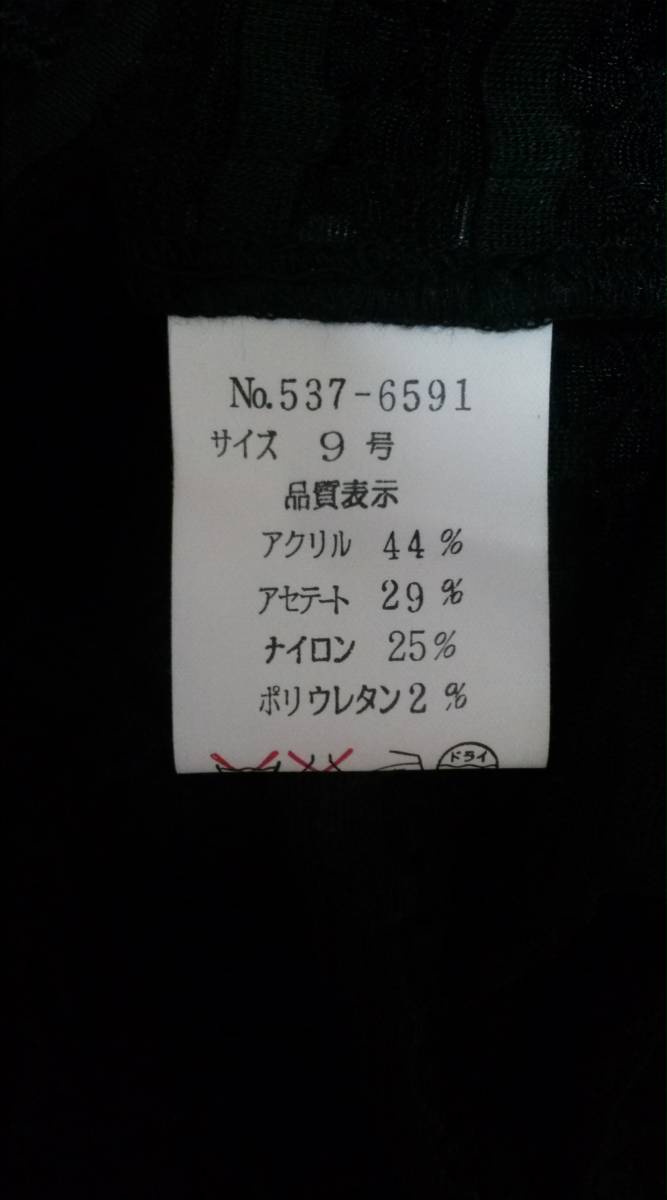 No.537-6591
サイズ 9 号
品質表示
アクリル 44%
アセテート 29%
ナイロン 25%
ポリウレタン2%
ドライ